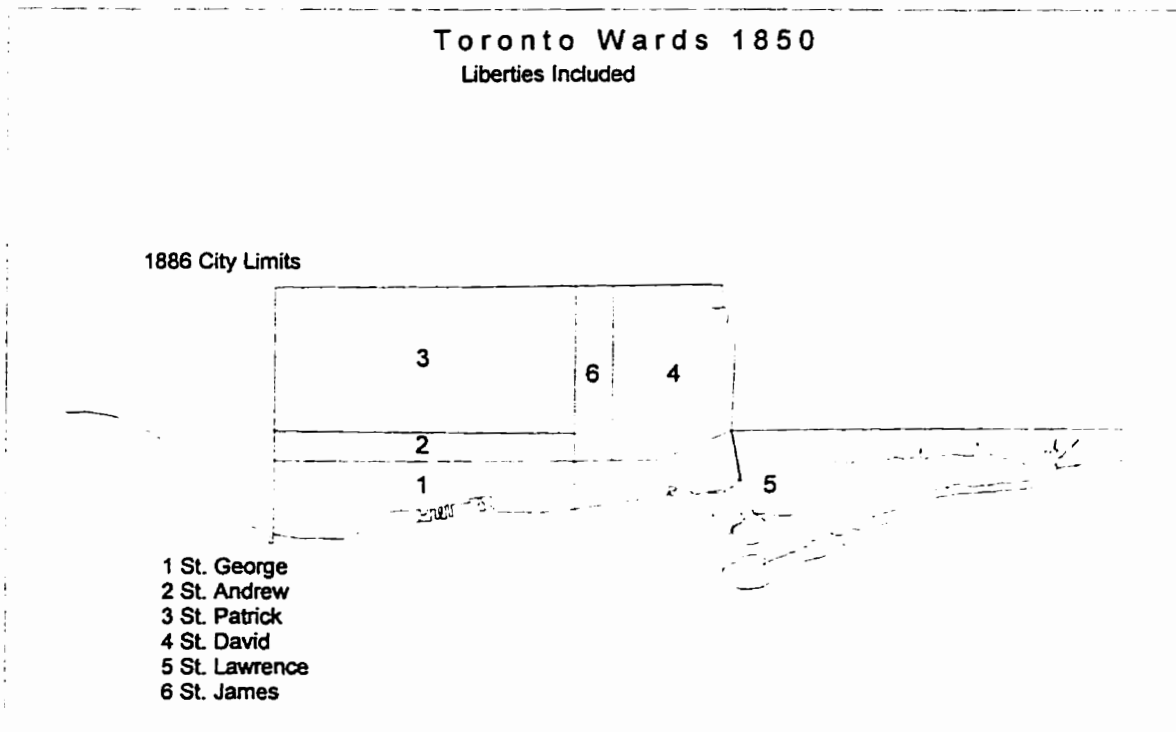 Toronto Wards 1850
Liberties Included
1886 City Limits
3
6
4
2
1
5
1 St. George
2 St. Andrew
3 St. Patrick
4 St. David
5 St. Lawrence
6 St. James